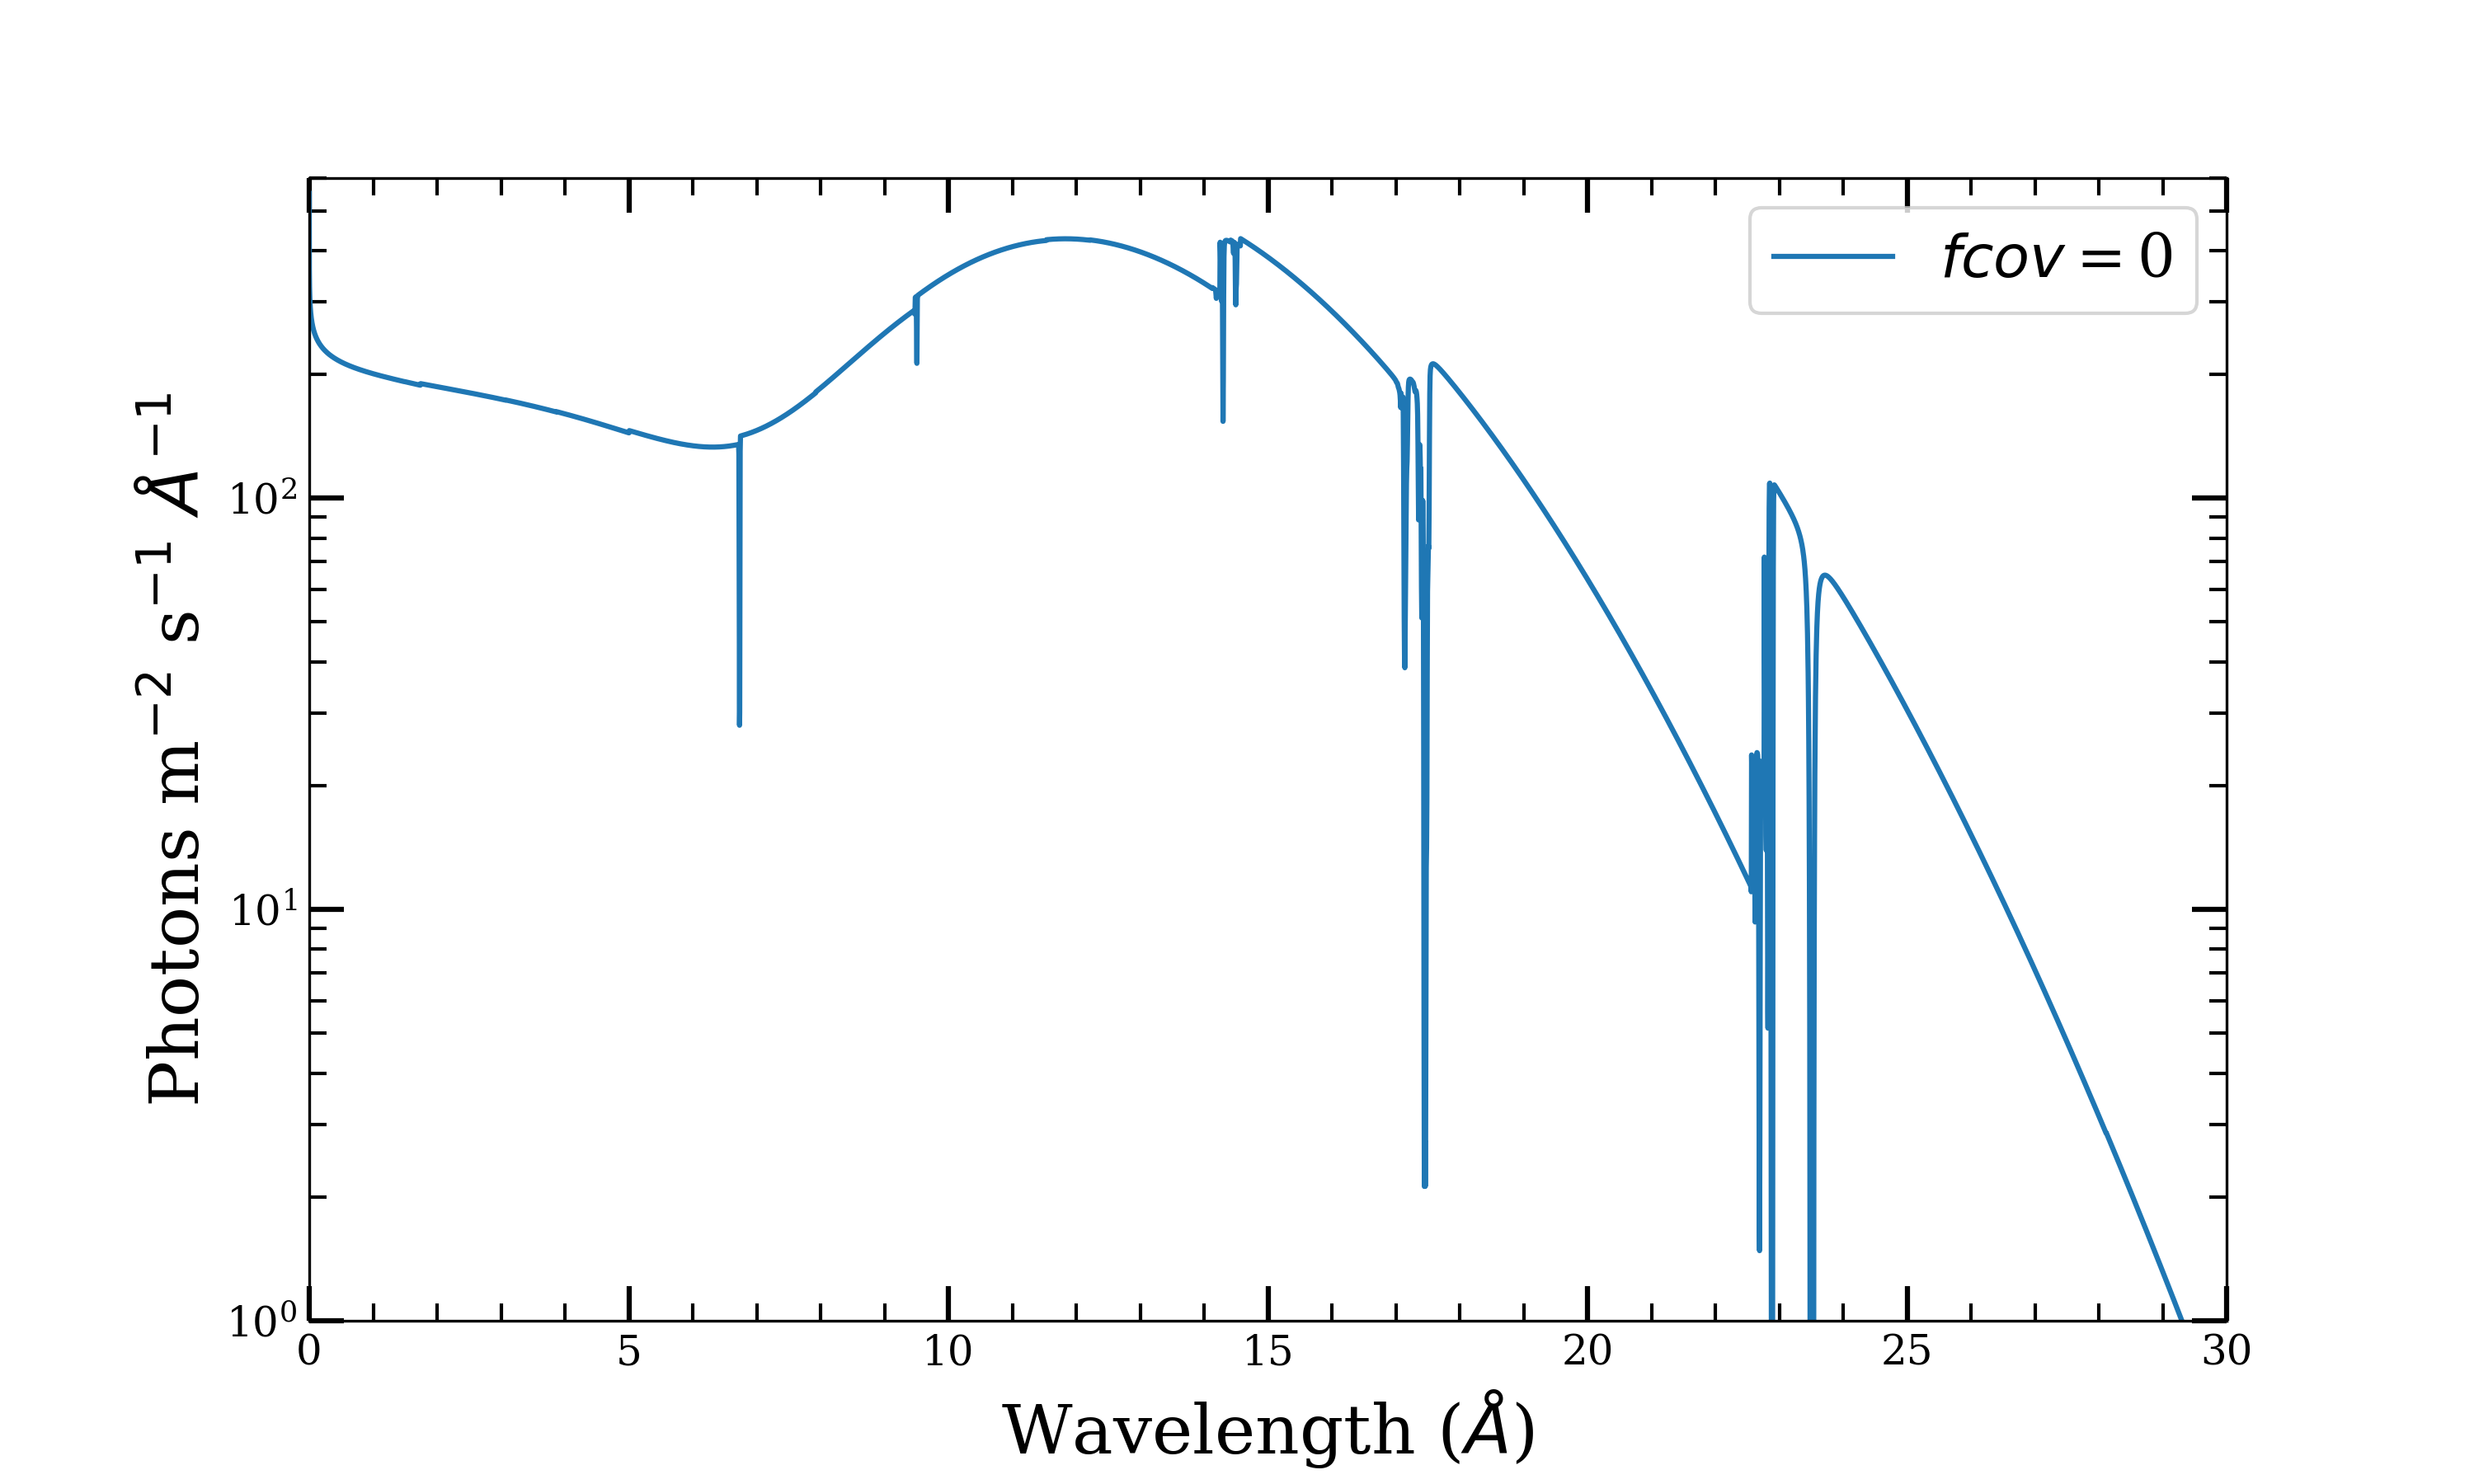 fcov = 0
Photons m⁻² s⁻¹ Å⁻¹
10²
10¹
10⁰
0 5 10 15 20 25 30
Wavelength (Å)